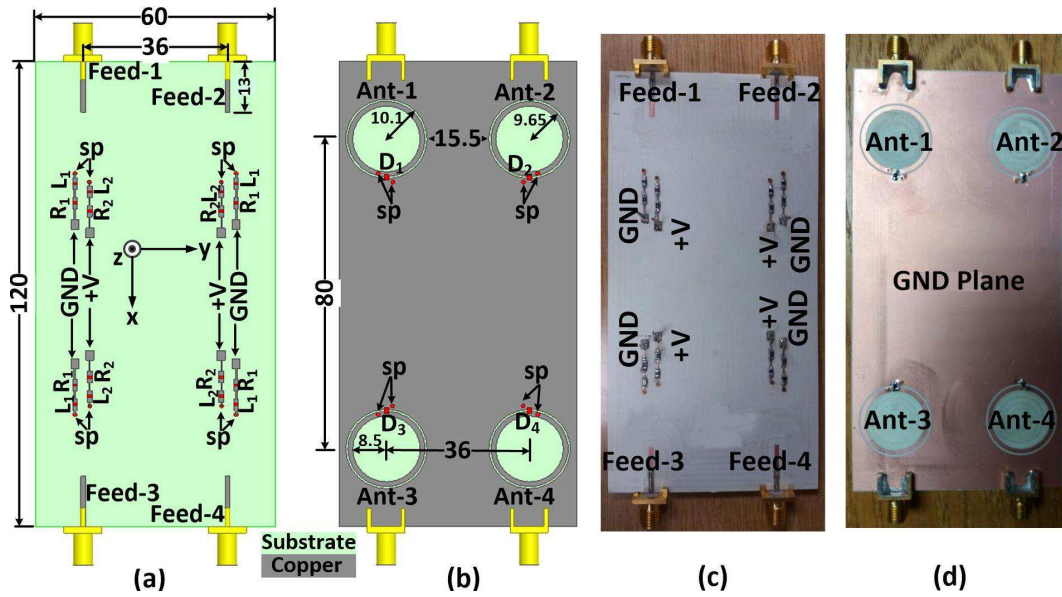 60
36
Feed-1
13
Feed-2
120
sp
sp
L1
L2
R1
R2
L2
L1
R2
R1
z
y
x
GND
+V
+V
GND
R1
R2
L1
L2
R2
R1
L2
L1
sp
sp
Feed-3
Feed-4
Substrate
Copper
(a)
Ant-1
Ant-2
10.1
15.5
9.65
D1
D2
sp
sp
80
sp
sp
D3
D4
8.5
36
Ant-3
Ant-4
(b)
Feed-1
Feed-2
GND
+V
+V
GND
GND
+V
+V
GND
Feed-3
Feed-4
(c)
Ant-1
Ant-2
GND Plane
Ant-3
Ant-4
(d)